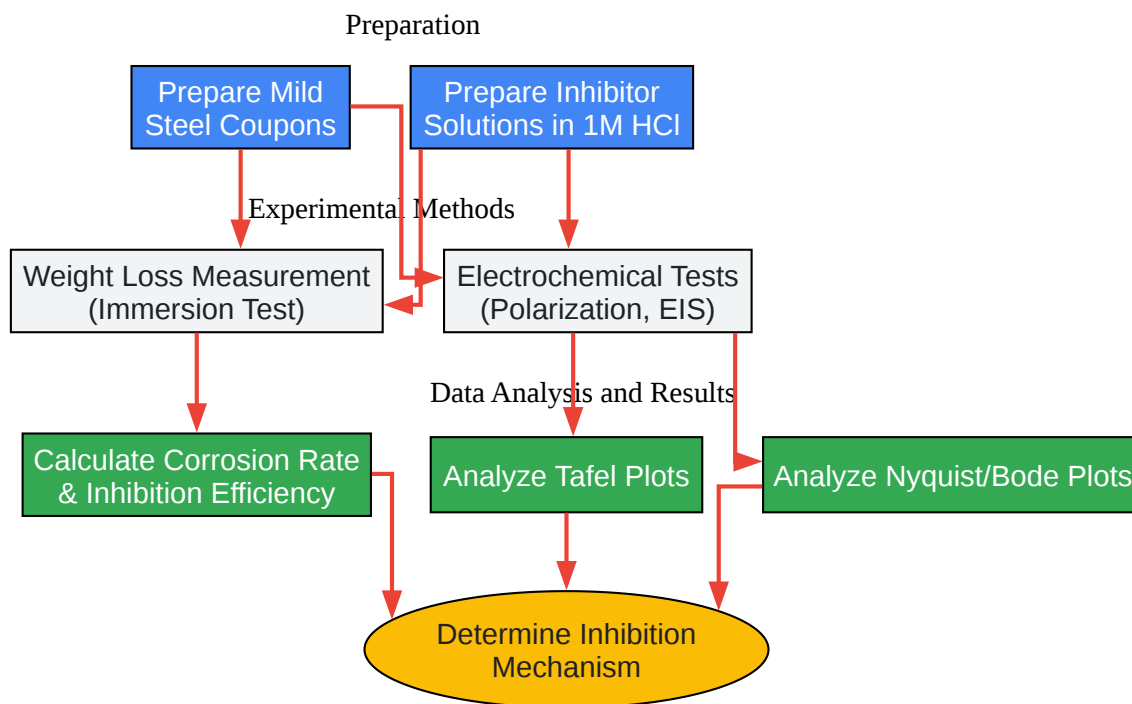 Preparation
Prepare Mild
Steel Coupons
Prepare Inhibitor
Solutions in 1M HCl
Experimental Methods
Weight Loss Measurement
(Immersion Test)
Electrochemical Tests
(Polarization, EIS)
Data Analysis and Results
Calculate Corrosion Rate
& Inhibition Efficiency
Analyze Tafel Plots
Analyze Nyquist/Bode Plots
Determine Inhibition
Mechanism